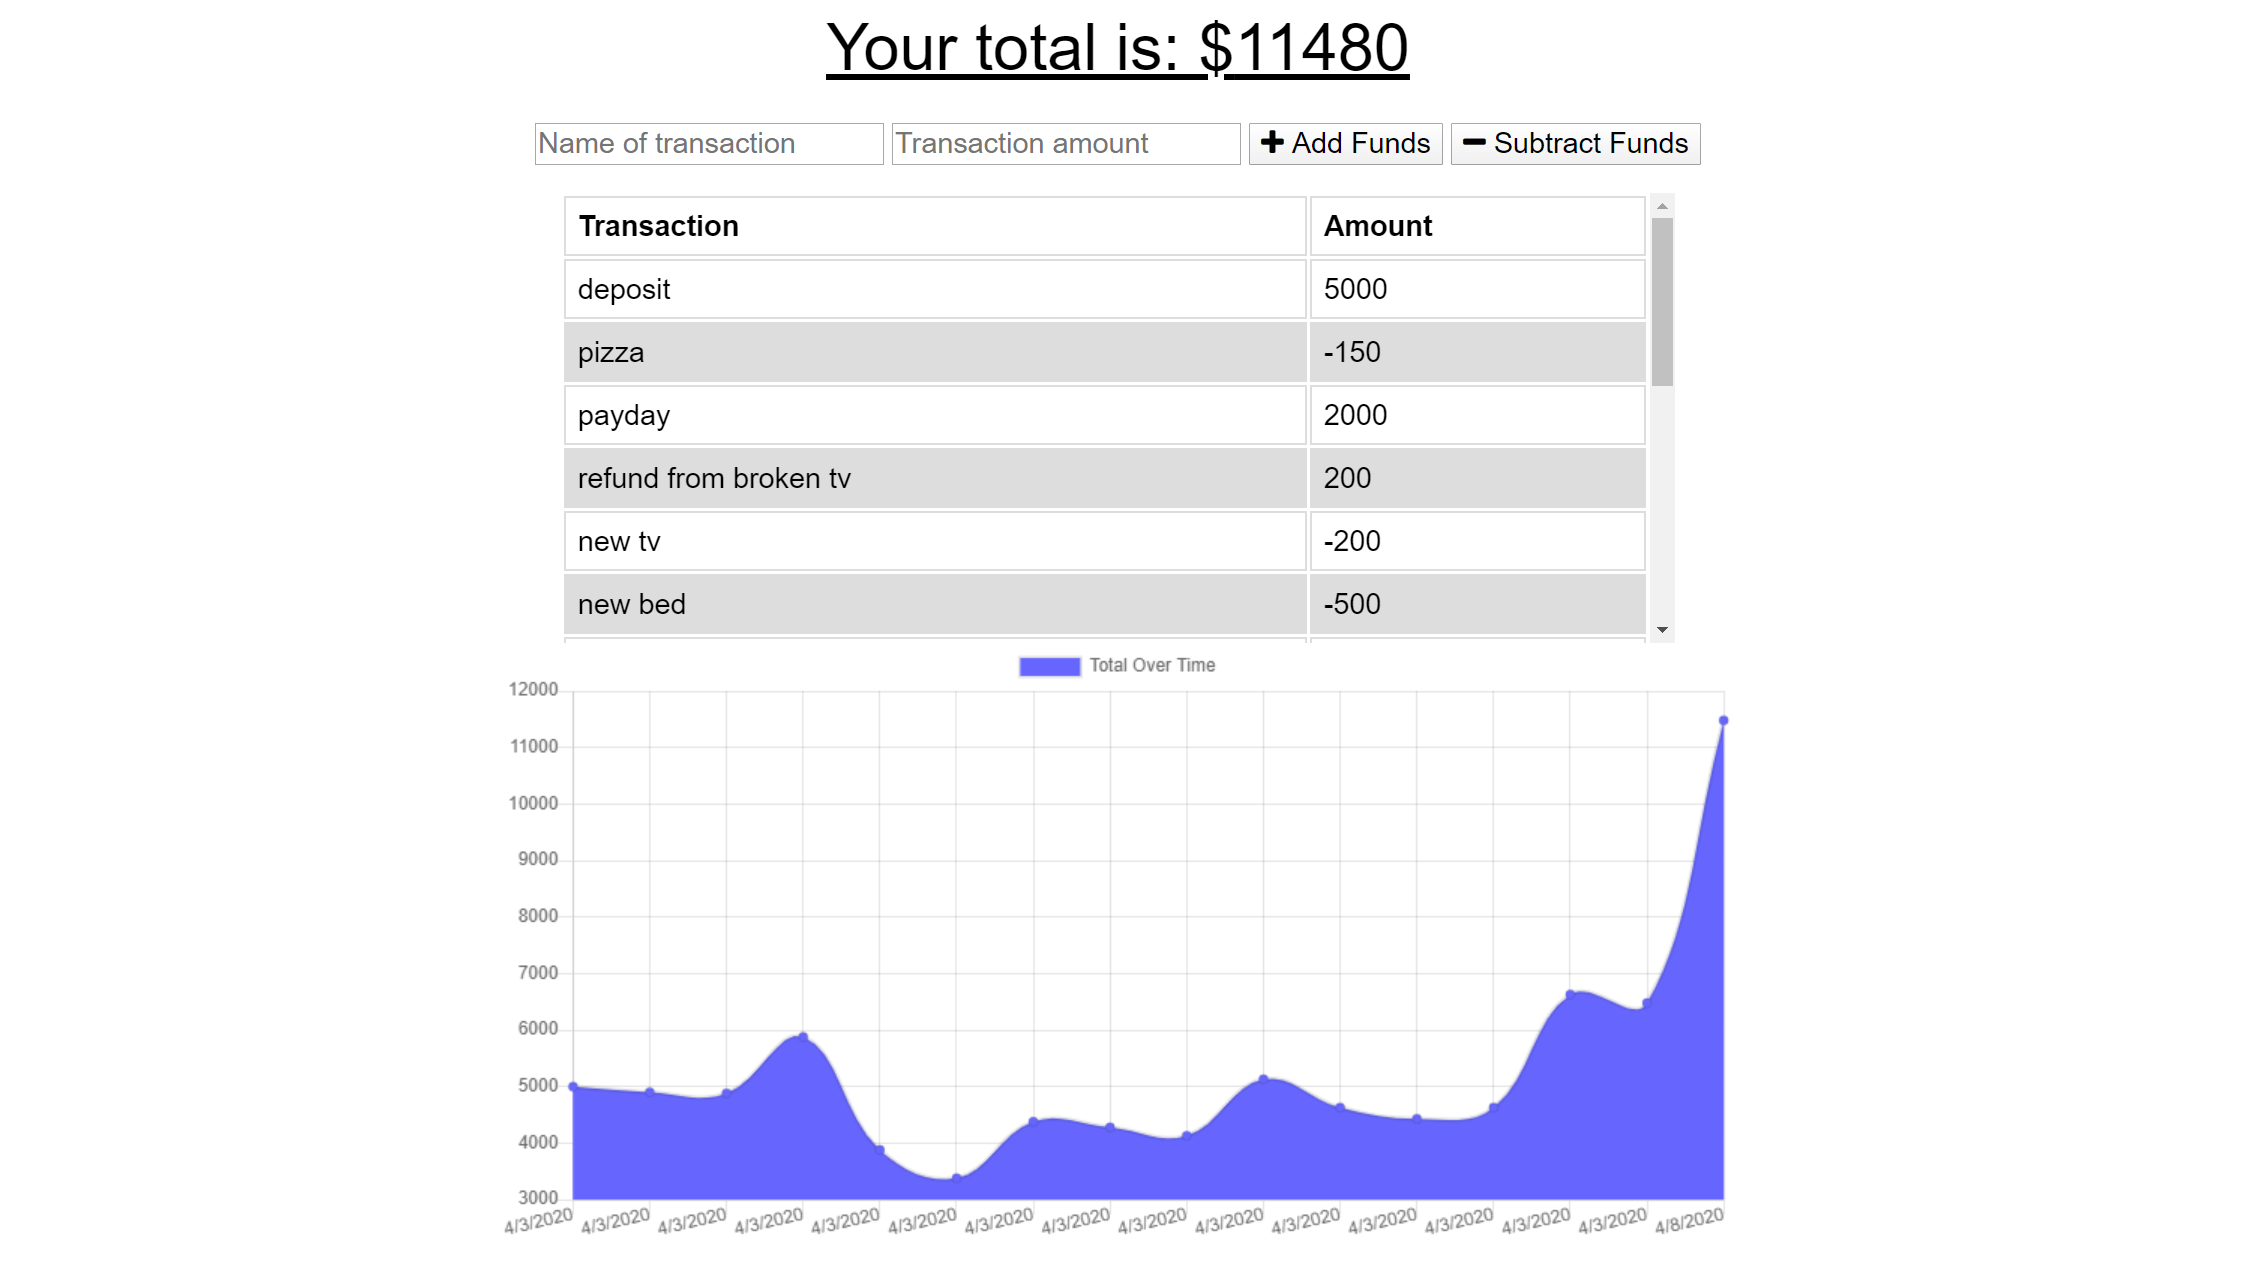 Your total is: $11480
Name of transaction Transaction amount Add Funds Subtract Funds
Transaction Amount
deposit 5000
pizza -150
payday 2000
refund from broken tv 200
new tv -200
new bed -500
Total Over Time
12000
11000
10000
9000
8000
7000
6000
5000
4000
3000
4/3/2020 4/3/2020 4/3/2020 4/3/2020 4/3/2020 4/3/2020 4/3/2020 4/3/2020 4/3/2020 4/3/2020 4/3/2020 4/3/2020 4/3/2020 4/3/2020 4/3/2020 4/8/2020